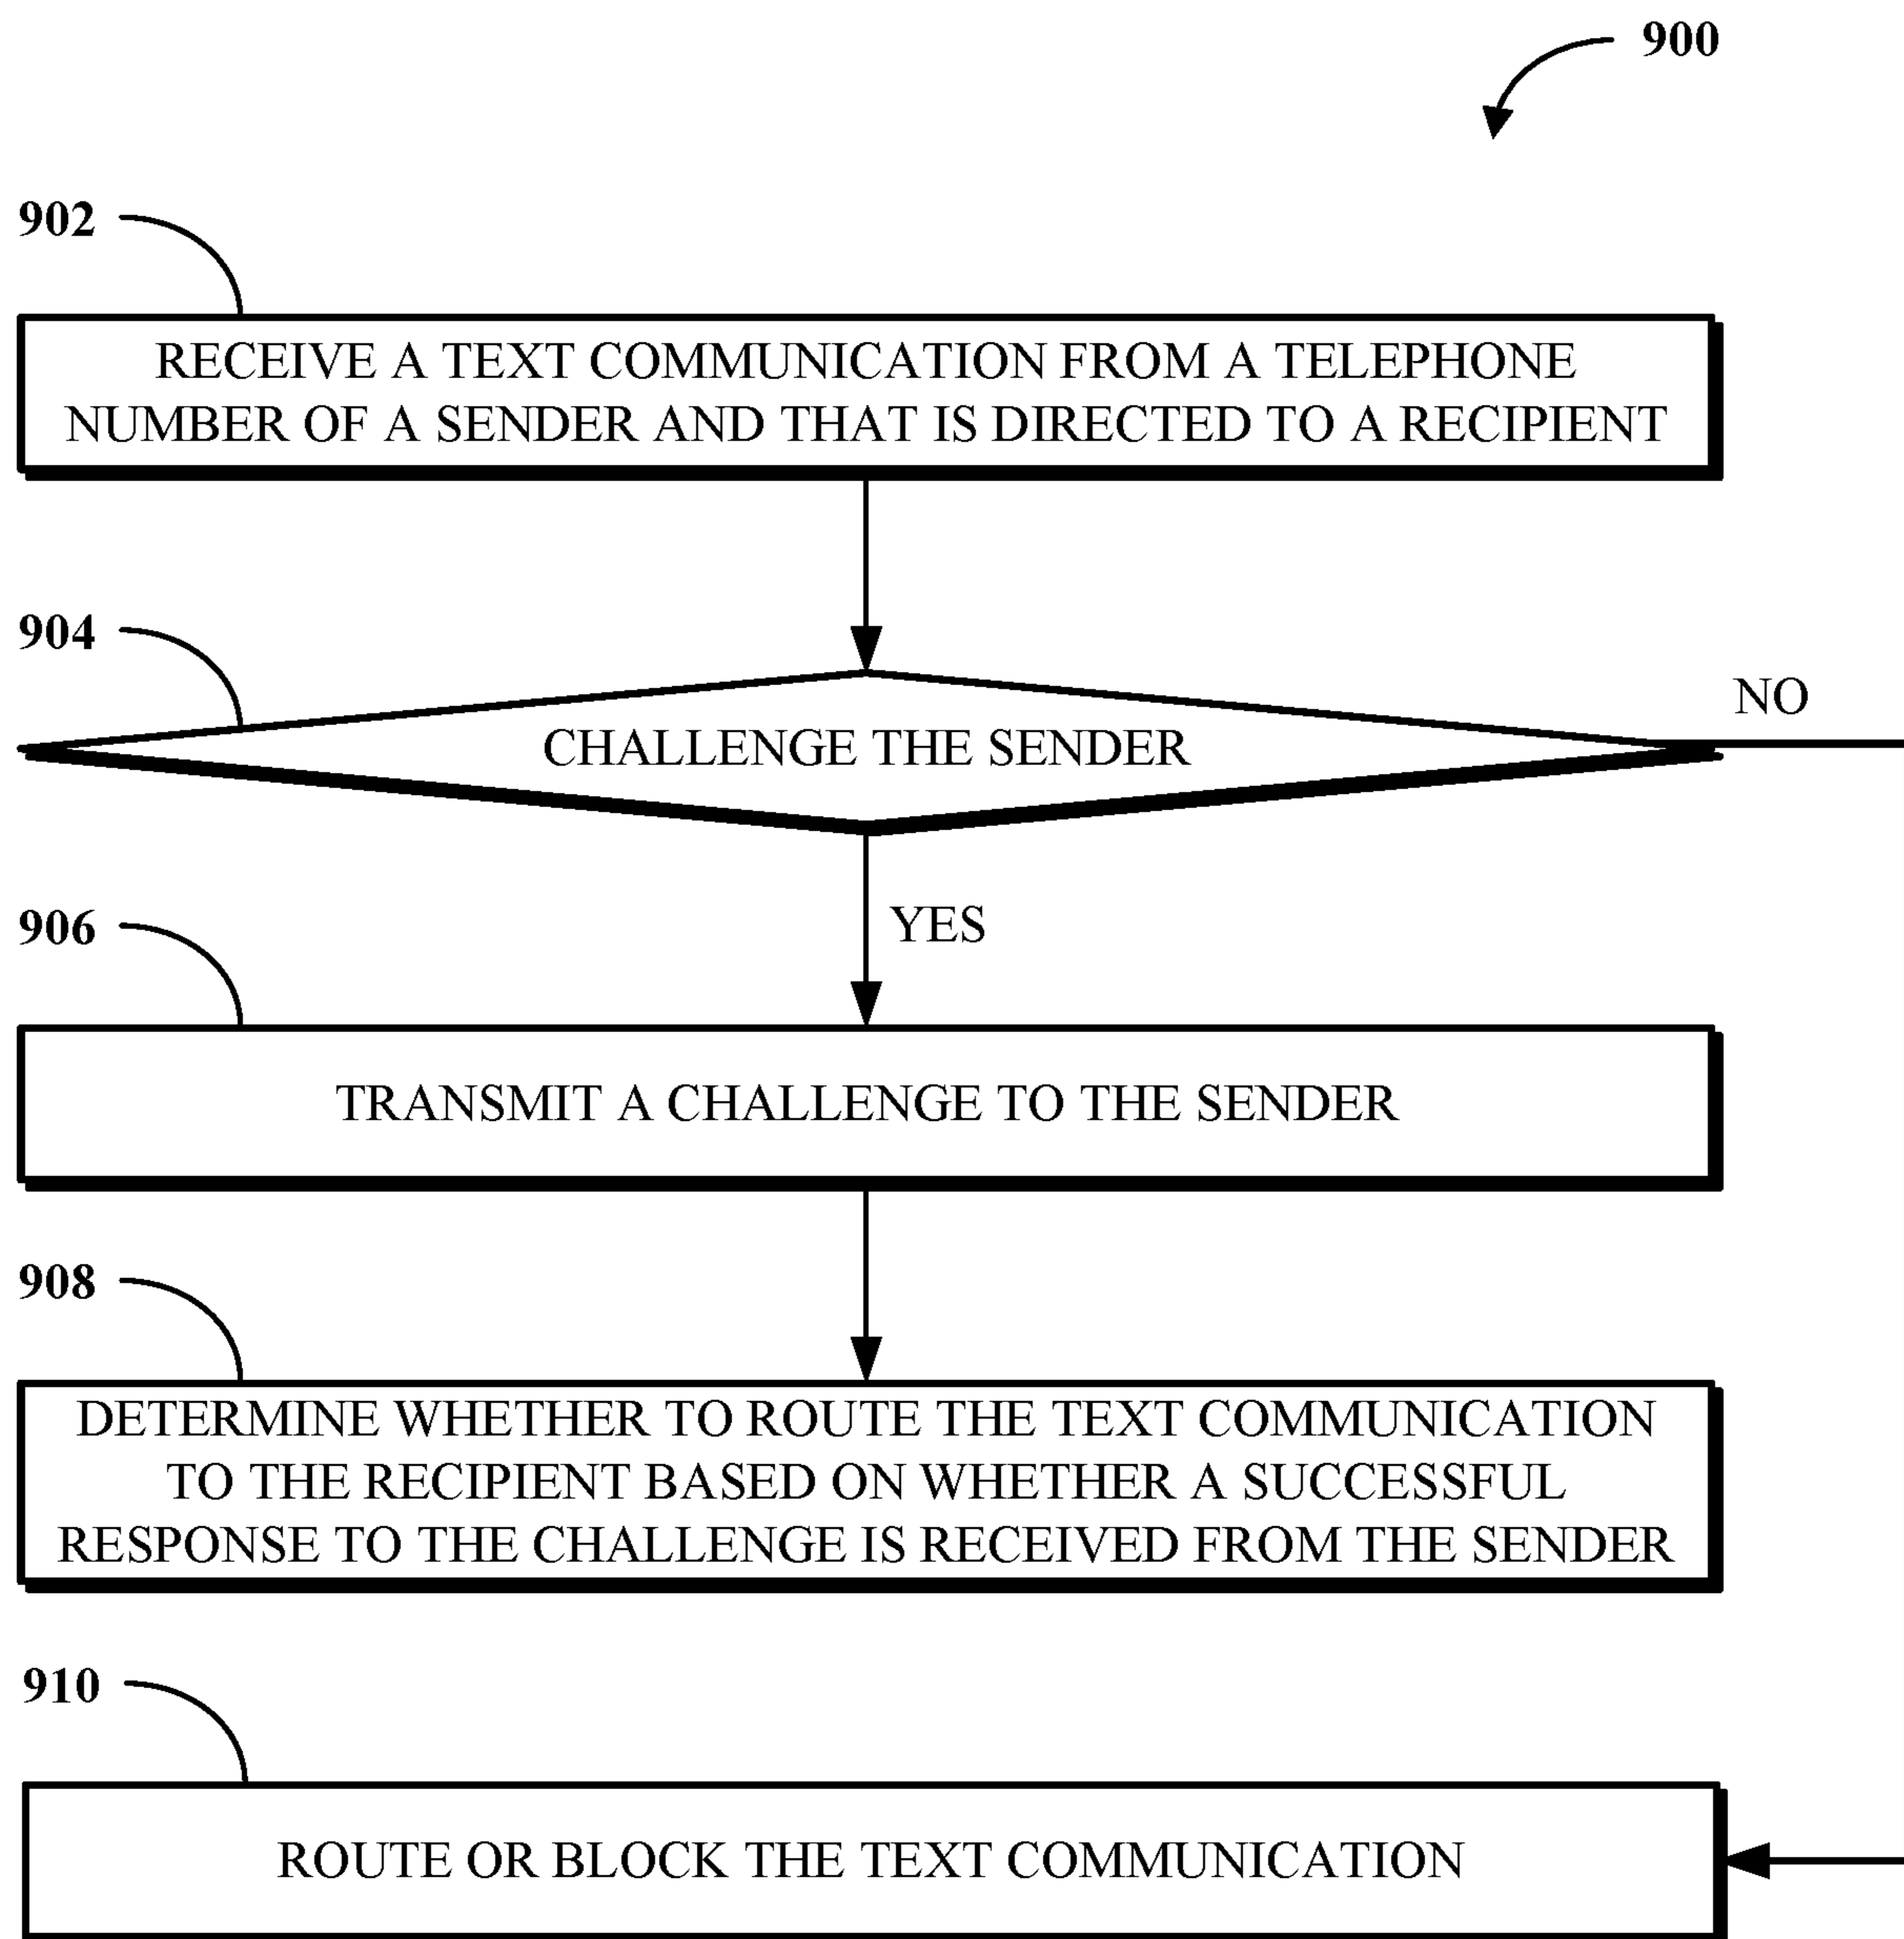 900
902
RECEIVE A TEXT COMMUNICATION FROM A TELEPHONE
NUMBER OF A SENDER AND THAT IS DIRECTED TO A RECIPIENT
904
CHALLENGE THE SENDER
NO
YES
906
TRANSMIT A CHALLENGE TO THE SENDER
908
DETERMINE WHETHER TO ROUTE THE TEXT COMMUNICATION
TO THE RECIPIENT BASED ON WHETHER A SUCCESSFUL
RESPONSE TO THE CHALLENGE IS RECEIVED FROM THE SENDER
910
ROUTE OR BLOCK THE TEXT COMMUNICATION